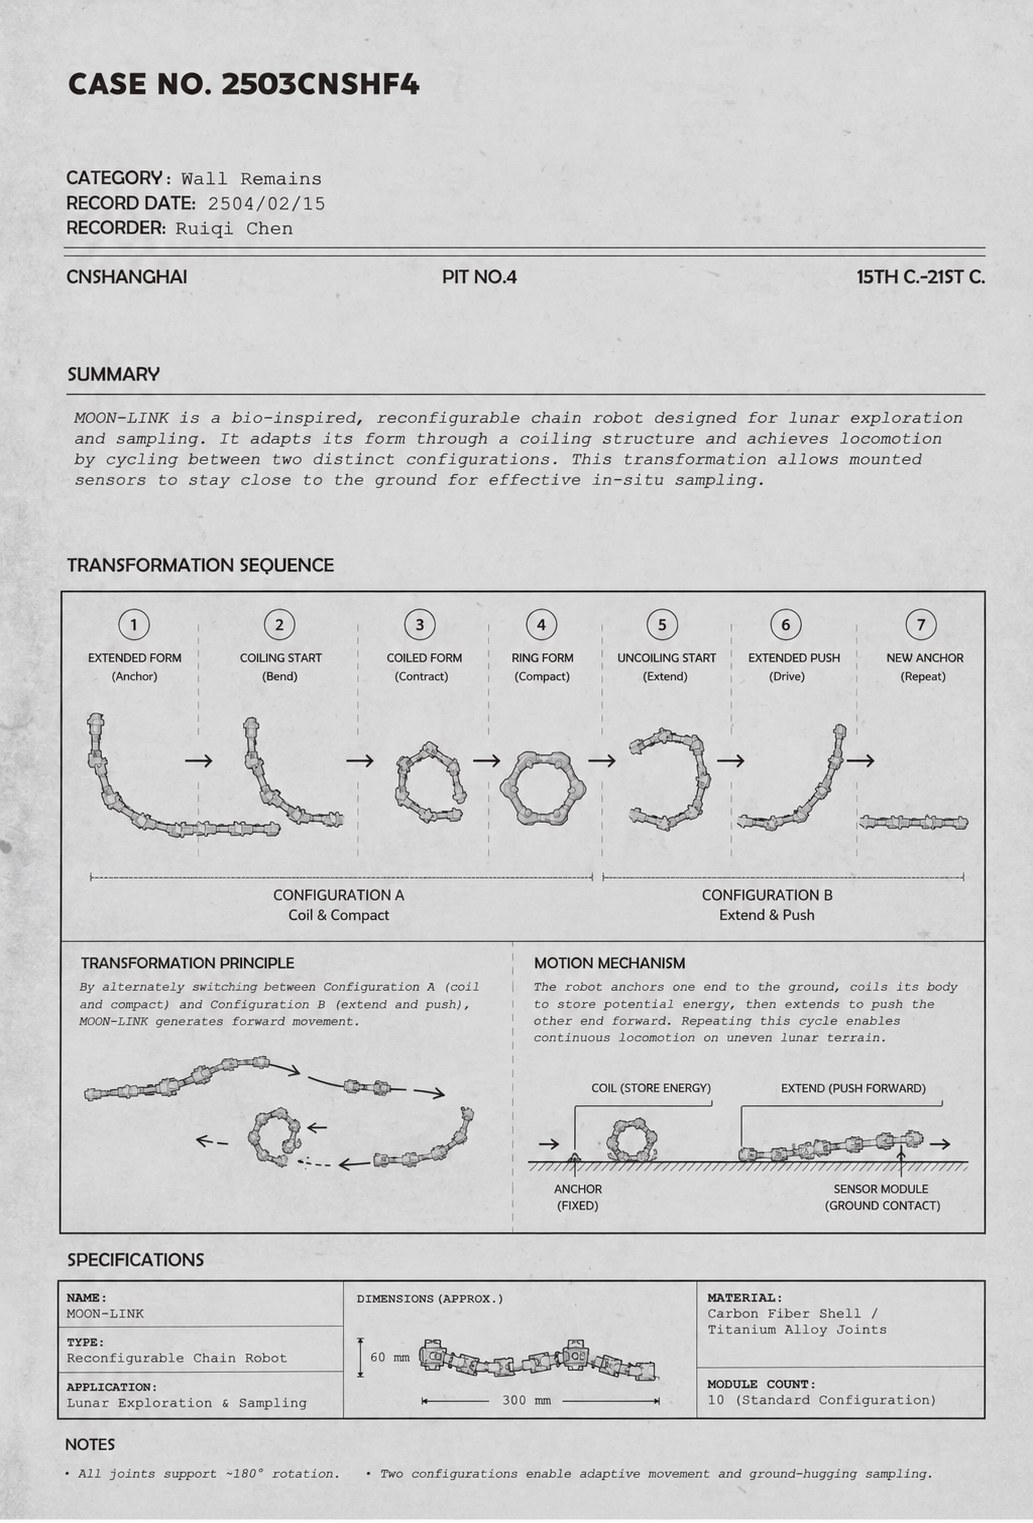 CASE NO. 2503CNSHF4
CATEGORY: Wall Remains
RECORD DATE: 2504/02/15
RECORDER: Ruiqi Chen
CNSHANGHAI PIT NO.4 15TH C.-21ST C.
SUMMARY
MOON-LINK is a bio-inspired, reconfigurable chain robot designed for lunar exploration
and sampling. It adapts its form through a coiling structure and achieves locomotion
by cycling between two distinct configurations. This transformation allows mounted
sensors to stay close to the ground for effective in-situ sampling.
TRANSFORMATION SEQUENCE
1
EXTENDED FORM
(Anchor)
2
COILING START
(Bend)
3
COILED FORM
(Contract)
4
RING FORM
(Compact)
5
UNCOILING START
(Extend)
6
EXTENDED PUSH
(Drive)
7
NEW ANCHOR
(Repeat)
CONFIGURATION A
Coil & Compact
CONFIGURATION B
Extend & Push
TRANSFORMATION PRINCIPLE
By alternately switching between Configuration A (coil
and compact) and Configuration B (extend and push),
MOON-LINK generates forward movement.
MOTION MECHANISM
The robot anchors one end to the ground, coils its body
to store potential energy, then extends to push the
other end forward. Repeating this cycle enables
continuous locomotion on uneven lunar terrain.
COIL (STORE ENERGY)
EXTEND (PUSH FORWARD)
ANCHOR
(FIXED)
SENSOR MODULE
(GROUND CONTACT)
SPECIFICATIONS
NAME:
MOON-LINK
TYPE:
Reconfigurable Chain Robot
APPLICATION:
Lunar Exploration & Sampling
DIMENSIONS (APPROX.)
60 mm
300 mm
MATERIAL:
Carbon Fiber Shell /
Titanium Alloy Joints
MODULE COUNT:
10 (Standard Configuration)
NOTES
• All joints support ~180° rotation. • Two configurations enable adaptive movement and ground-hugging sampling.